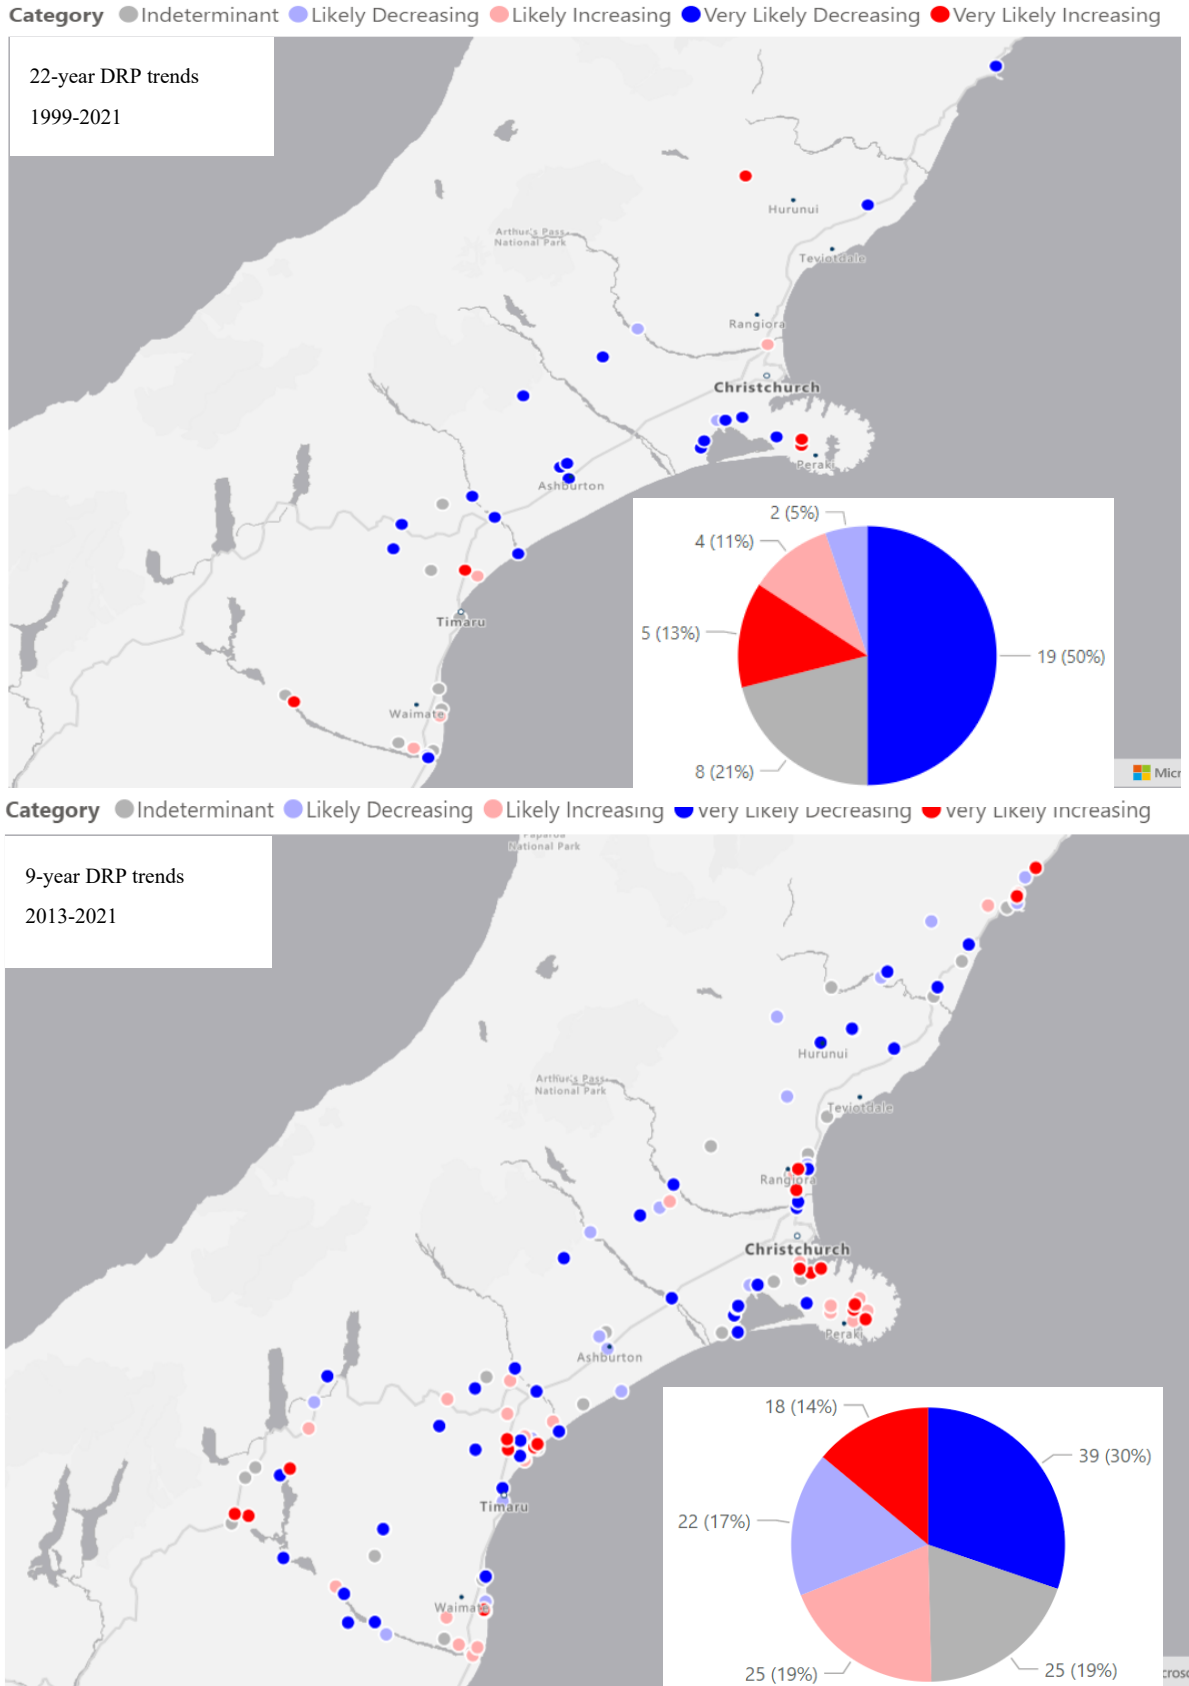 Category Indeterminant Likely Decreasing Likely Increasing Very Likely Decreasing Very Likely Increasing
22-year DRP trends
1999-2021
Hurunui
Arthur's Pass
National Park
Teviotdale
Rangiora
Christchurch
Peraki
Ashburton
Timaru
Waimate
2 (5%)
4 (11%)
5 (13%)
19 (50%)
8 (21%)
Micr
Category Indeterminant Likely Decreasing Likely Increasing Very Likely Decreasing Very Likely Increasing
Paparoa
National Park
9-year DRP trends
2013-2021
Hurunui
Arthur's Pass
National Park
Teviotdale
Rangiora
Christchurch
Peraki
Ashburton
Timaru
Waimate
18 (14%)
39 (30%)
22 (17%)
25 (19%)
25 (19%)
crosc